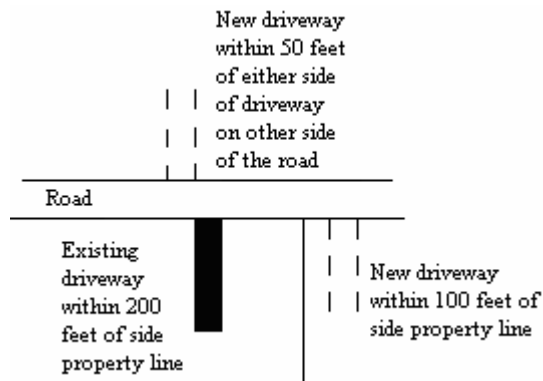 New driveway
within 50 feet
of either side
of driveway
on other side
of the road
Road
Existing
driveway
within 200
feet of side
property line
New driveway
within 100 feet of
side property line